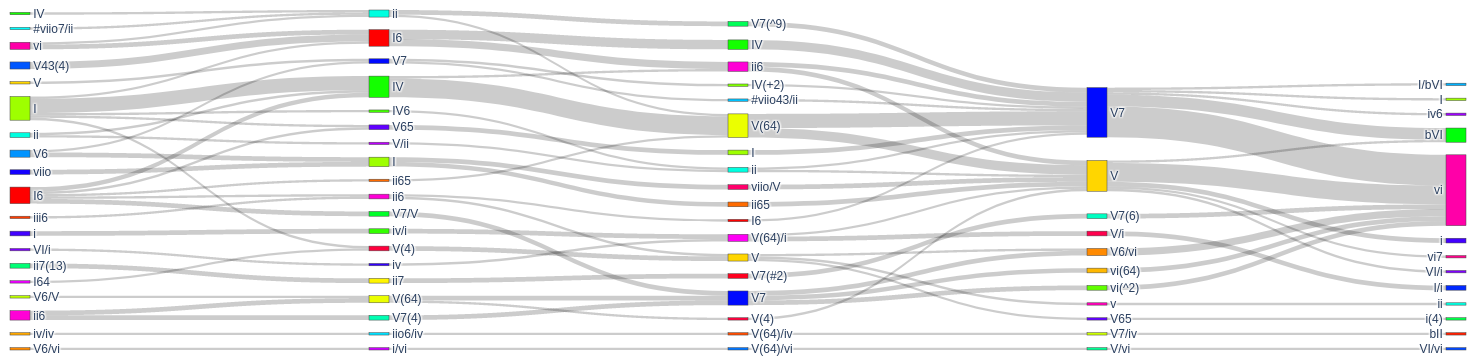 IV
#viio7/ii
vi
V43(4)
V
I
ii
V6
viio
I6
iii6
i
VI/i
ii7(13)
I64
V6/V
ii6
iv/iv
V6/vi
ii
I6
V7
IV
IV6
V65
V/ii
I
ii65
ii6
V7/V
iv/i
V(4)
iv
ii7
V(64)
V7(4)
iio6/iv
i/vi
V7(^9)
IV
ii6
IV(+2)
#viio43/ii
V(64)
I
ii
viio/V
ii65
I6
V(64)/i
V
V7(#2)
V7
V(4)
V(64)/iv
V(64)/vi
V7
V
V7(6)
V/i
V6/vi
vi(64)
vi(^2)
v
V65
V7/iv
V/vi
I/bVI
I
iv6
bVI
vi
i
vi7
VI/i
I/i
ii
i(4)
bII
VI/vi